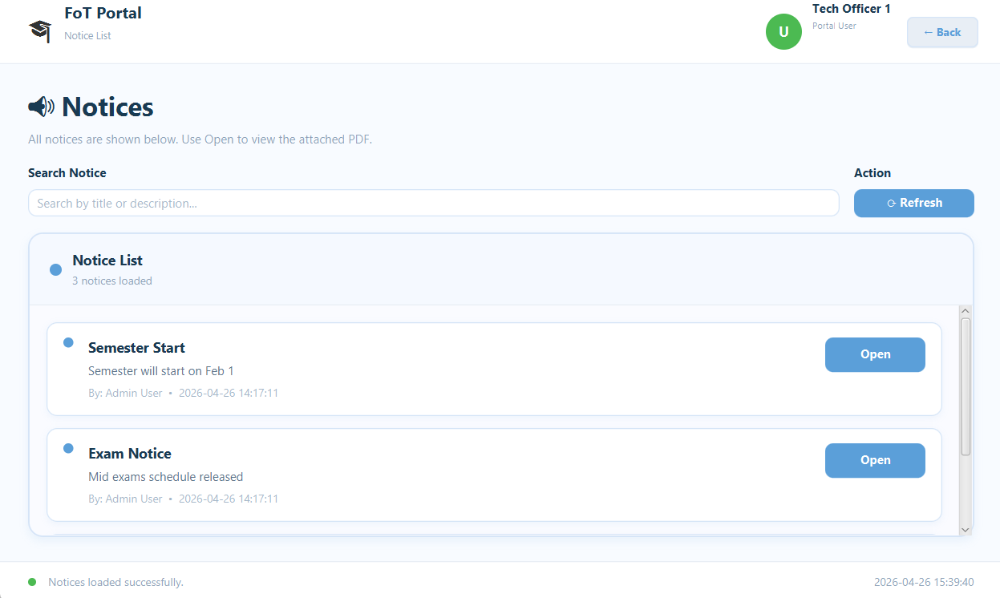 FoT Portal
Notice List
Tech Officer 1
Portal User
U
← Back
Notices
All notices are shown below. Use Open to view the attached PDF.
Search Notice
Action
Search by title or description...
⟳ Refresh
Notice List
3 notices loaded
Semester Start
Semester will start on Feb 1
By: Admin User • 2026-04-26 14:17:11
Open
Exam Notice
Mid exams schedule released
By: Admin User • 2026-04-26 14:17:11
Open
Notices loaded successfully.
2026-04-26 15:39:40